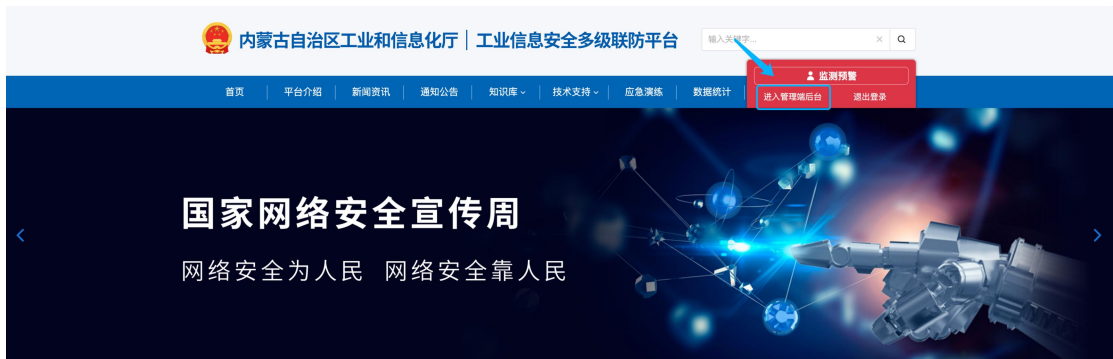 内蒙古自治区工业和信息化厅│工业信息安全多级联防平台
输入关键字...
监测预警
首页 平台介绍 新闻资讯 通知公告 知识库 技术支持 应急演练 数据统计 进入管理端后台 退出登录
国家网络安全宣传周
网络安全为人民 网络安全靠人民